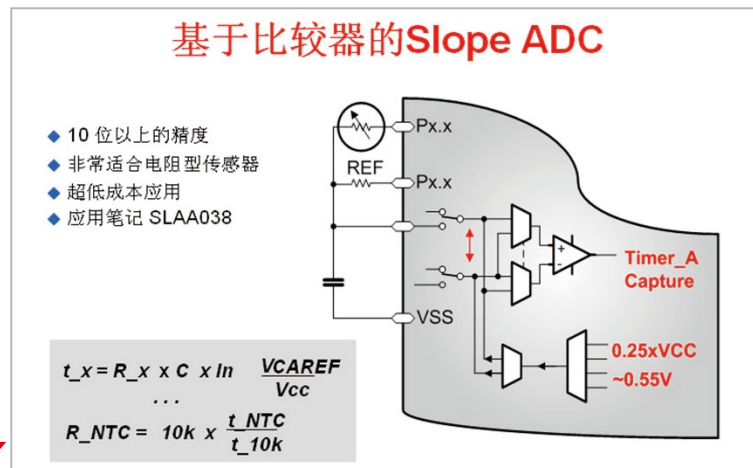 基于比较器的Slope ADC
10 位以上的精度
非常适合电阻型传感器
超低成本应用
应用笔记 SLAA038
Px.x
REF
Px.x
+
-
Timer_A
Capture
VSS
0.25xVCC
~0.55V
t_x = R_x x C x ln VCAREF
Vcc
. . .
R_NTC = 10k x t_NTC
t_10k